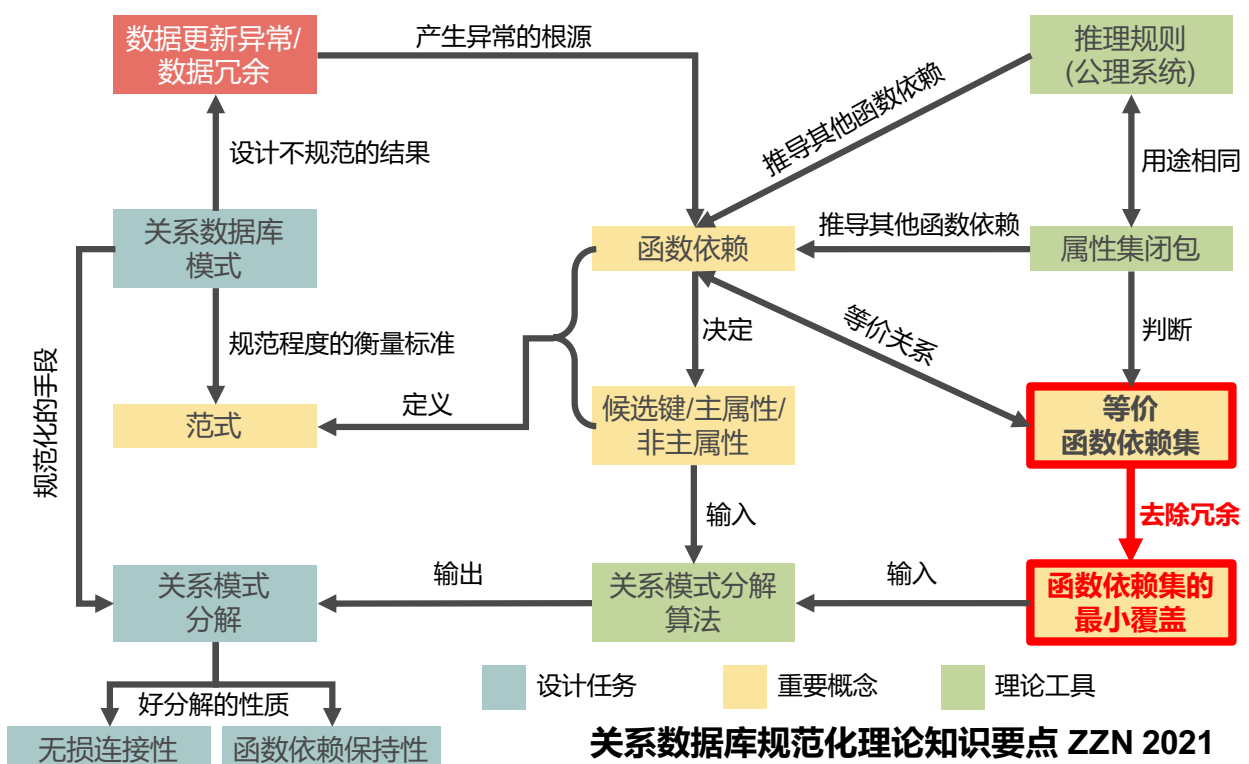 数据更新异常/
数据冗余
产生异常的根源
推理规则
(公理系统)
推导其他函数依赖
设计不规范的结果
用途相同
关系数据库
模式
函数依赖
推导其他函数依赖
属性集闭包
规范程度的衡量标准
决定
等价关系
判断
规范化的手段
范式
定义
候选键/主属性/
非主属性
等价
函数依赖集
输入
去除冗余
关系模式
分解
输出
关系模式分解
算法
输入
函数依赖集的
最小覆盖
好分解的性质
设计任务
重要概念
理论工具
无损连接性
函数依赖保持性
关系数据库规范化理论知识要点 ZZN 2021